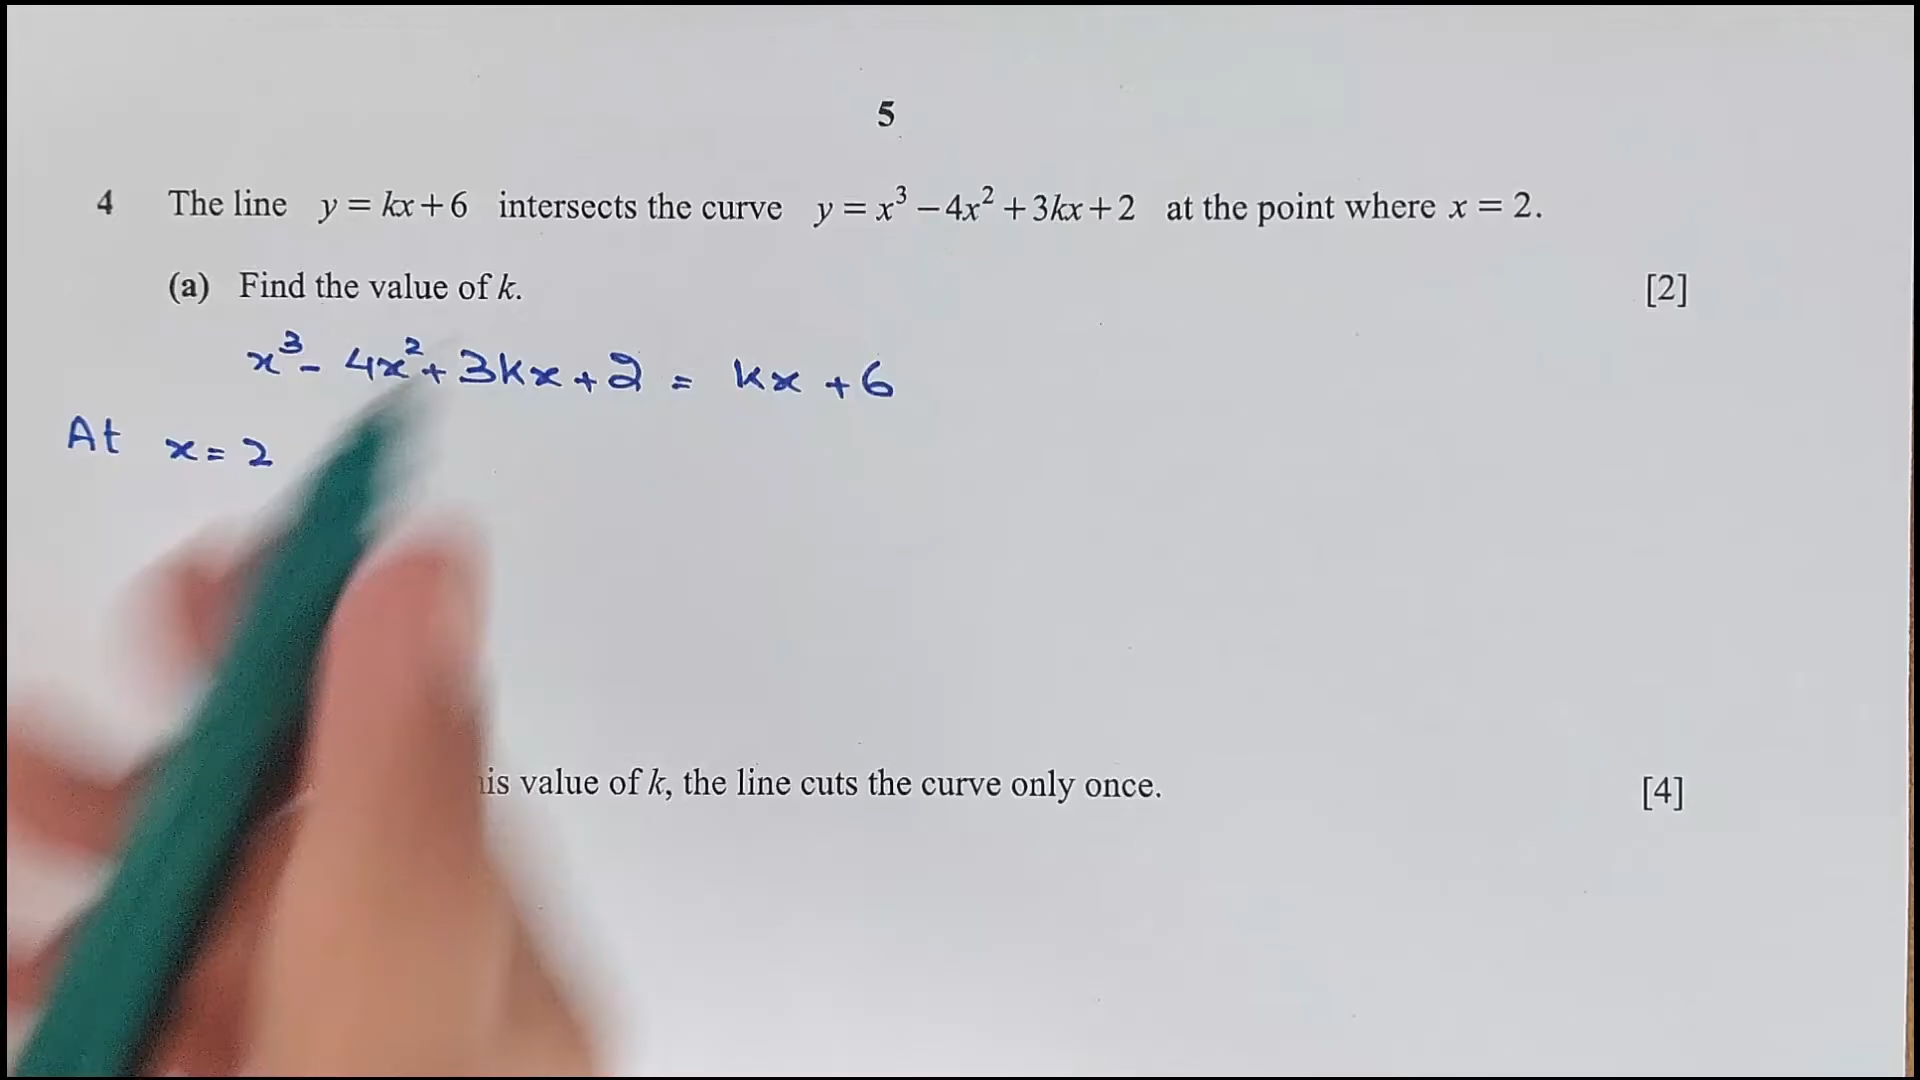 5
4 The line y = kx + 6 intersects the curve y = x³ − 4x² + 3kx + 2 at the point where x = 2.
(a) Find the value of k. [2]
x³ - 4x² + 3kx + 2 = kx + 6
At x = 2
value of k, the line cuts the curve only once. [4]